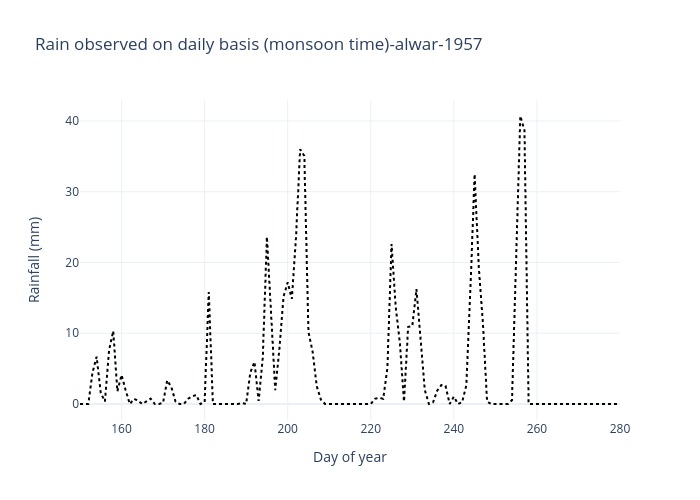 Rain observed on daily basis (monsoon time)-alwar-1957
40
30
20
10
0
160 180 200 220 240 260 280
Day of year
Rainfall (mm)